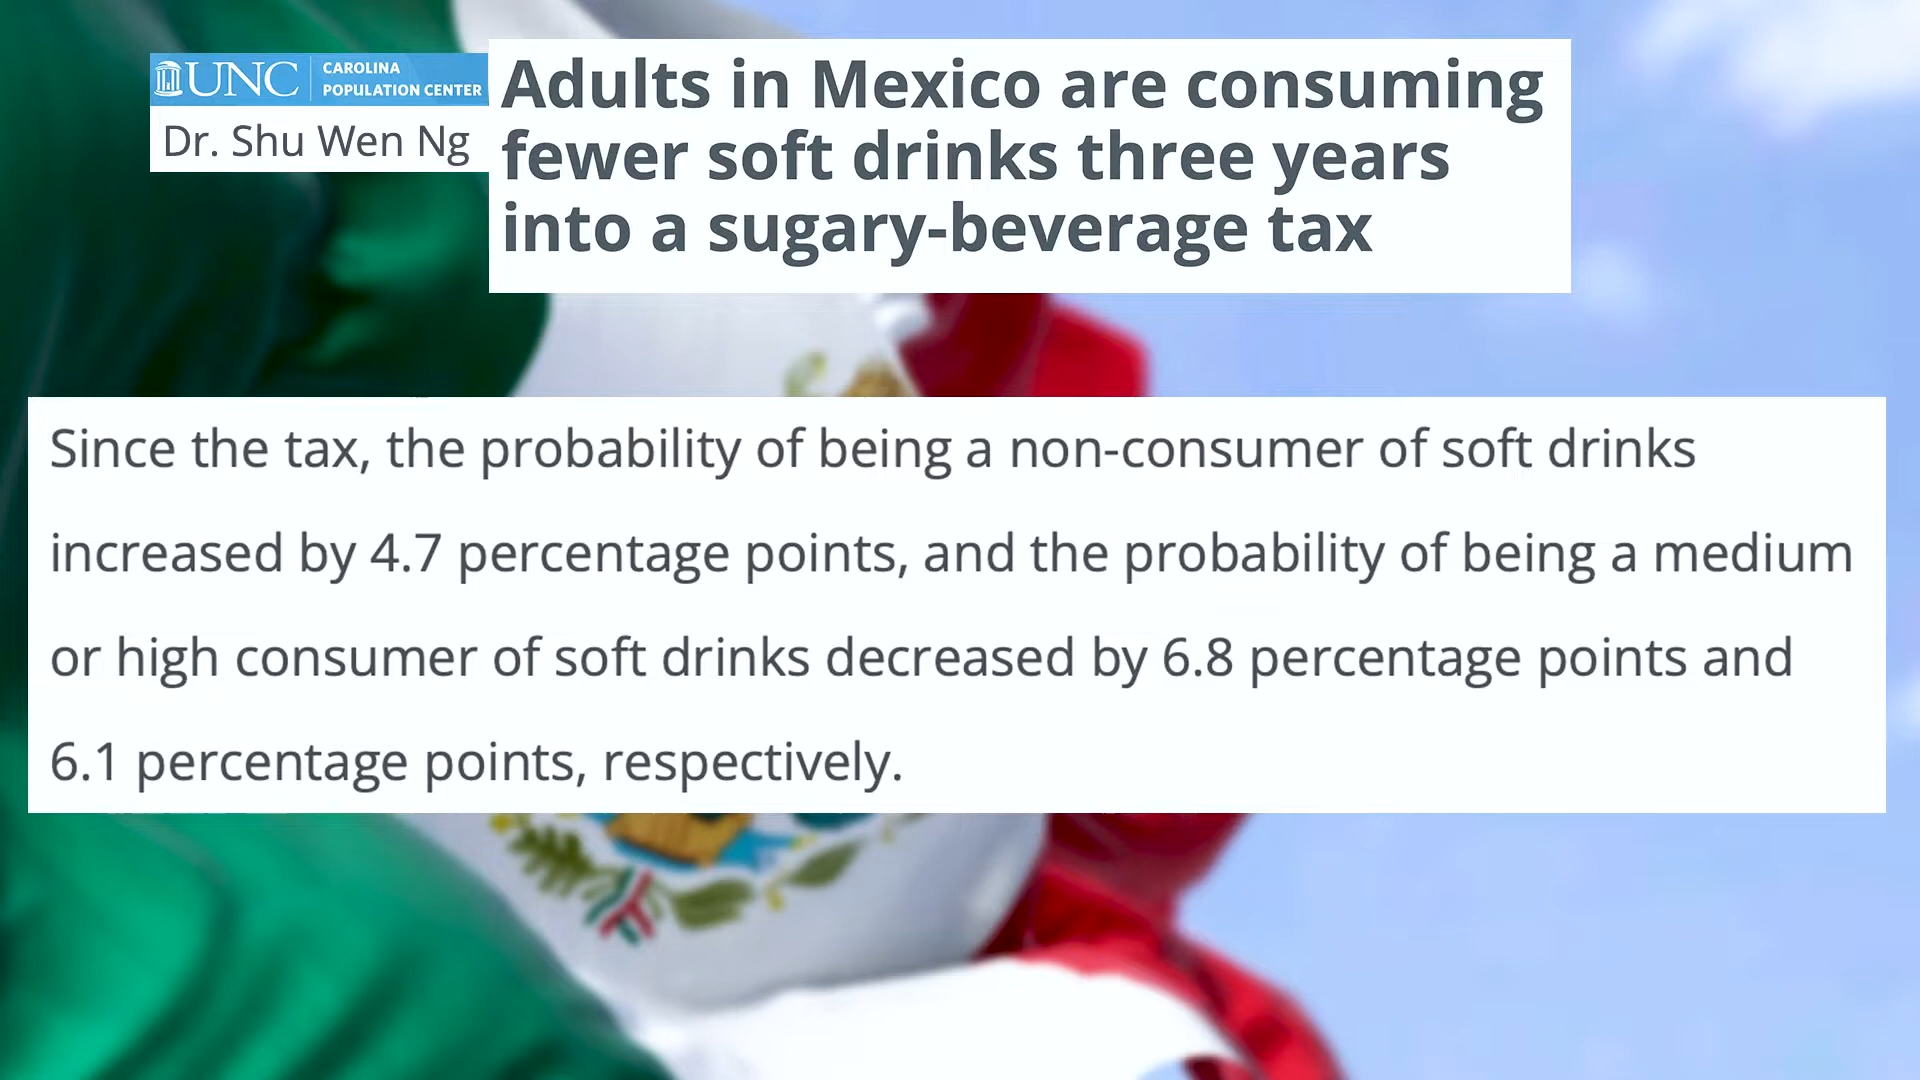 UNC
CAROLINA
POPULATION CENTER
Dr. Shu Wen Ng
Adults in Mexico are consuming
fewer soft drinks three years
into a sugary-beverage tax
Since the tax, the probability of being a non-consumer of soft drinks
increased by 4.7 percentage points, and the probability of being a medium
or high consumer of soft drinks decreased by 6.8 percentage points and
6.1 percentage points, respectively.